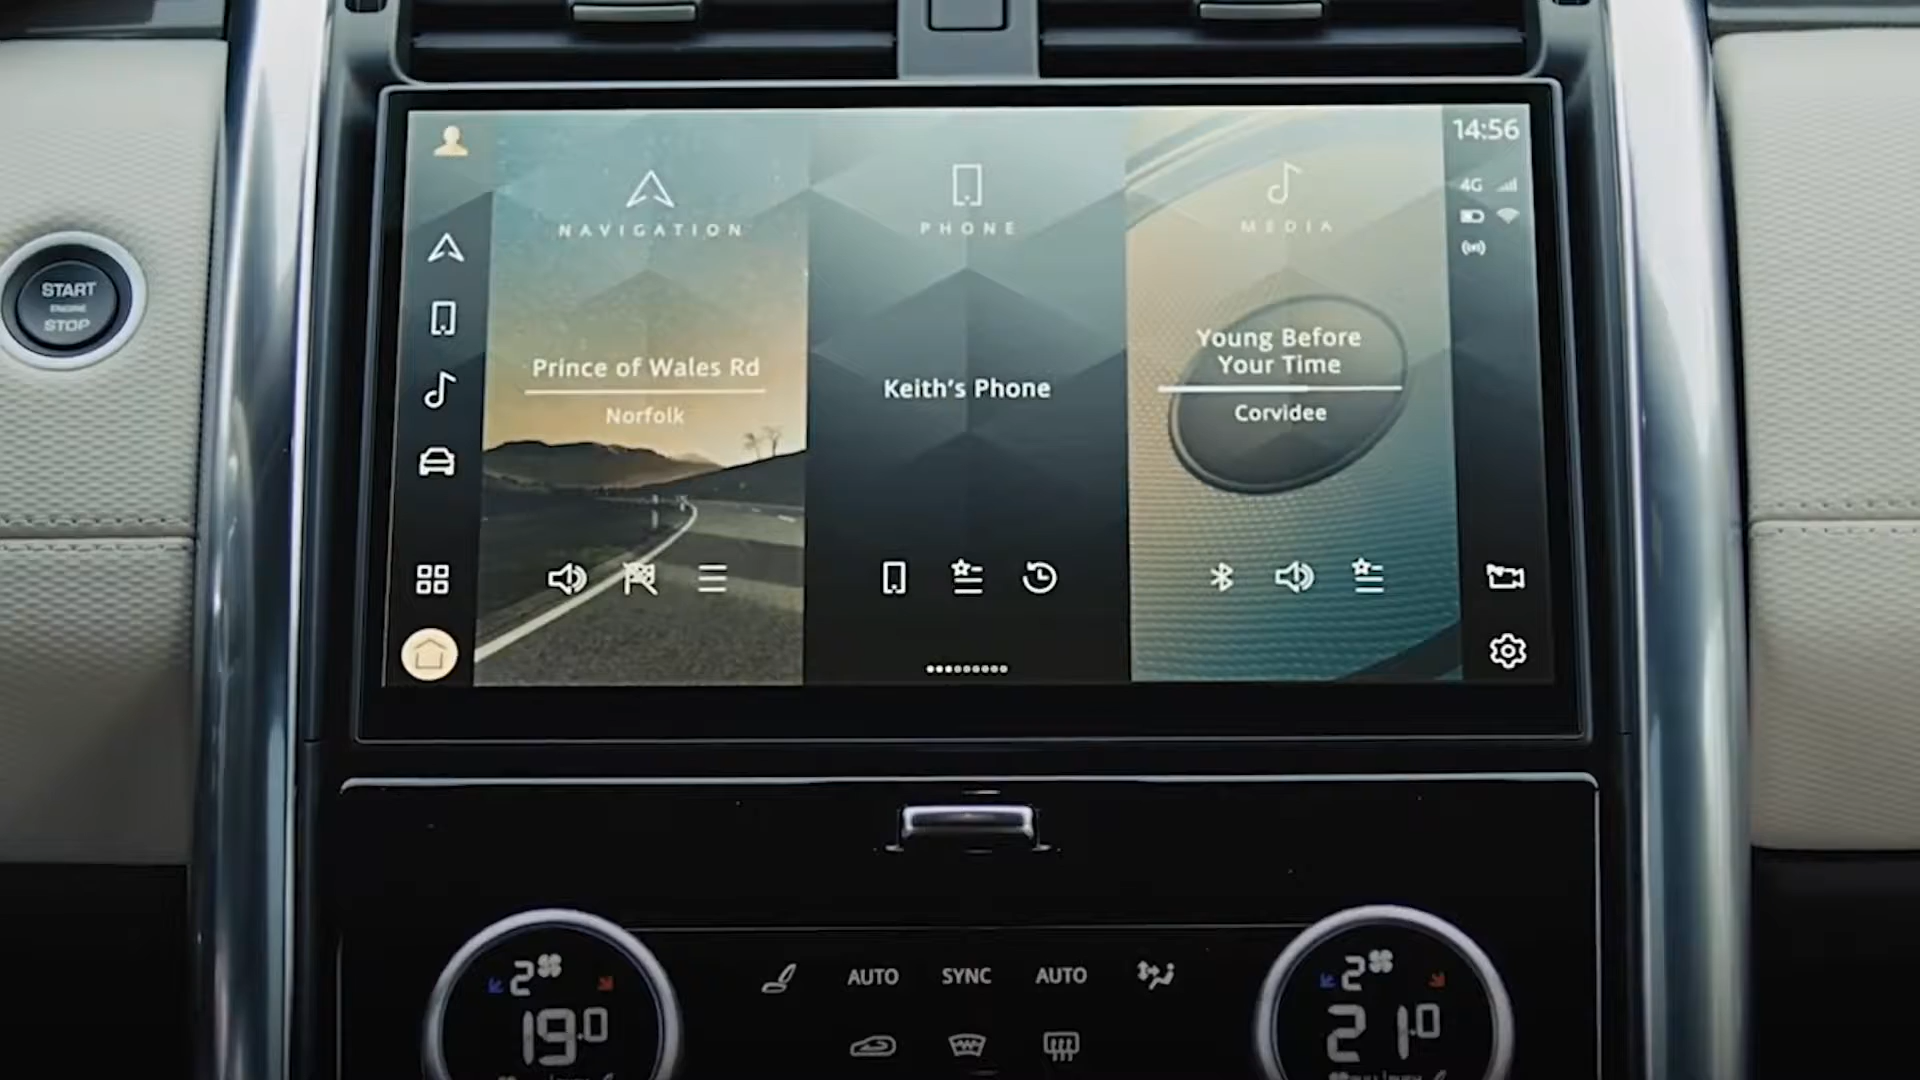 START
ENGINE
STOP
14:56
4G
NAVIGATION
Prince of Wales Rd
Norfolk
PHONE
Keith's Phone
MEDIA
Young Before
Your Time
Corvidee
2
19.0
AUTO SYNC AUTO
2
21.0